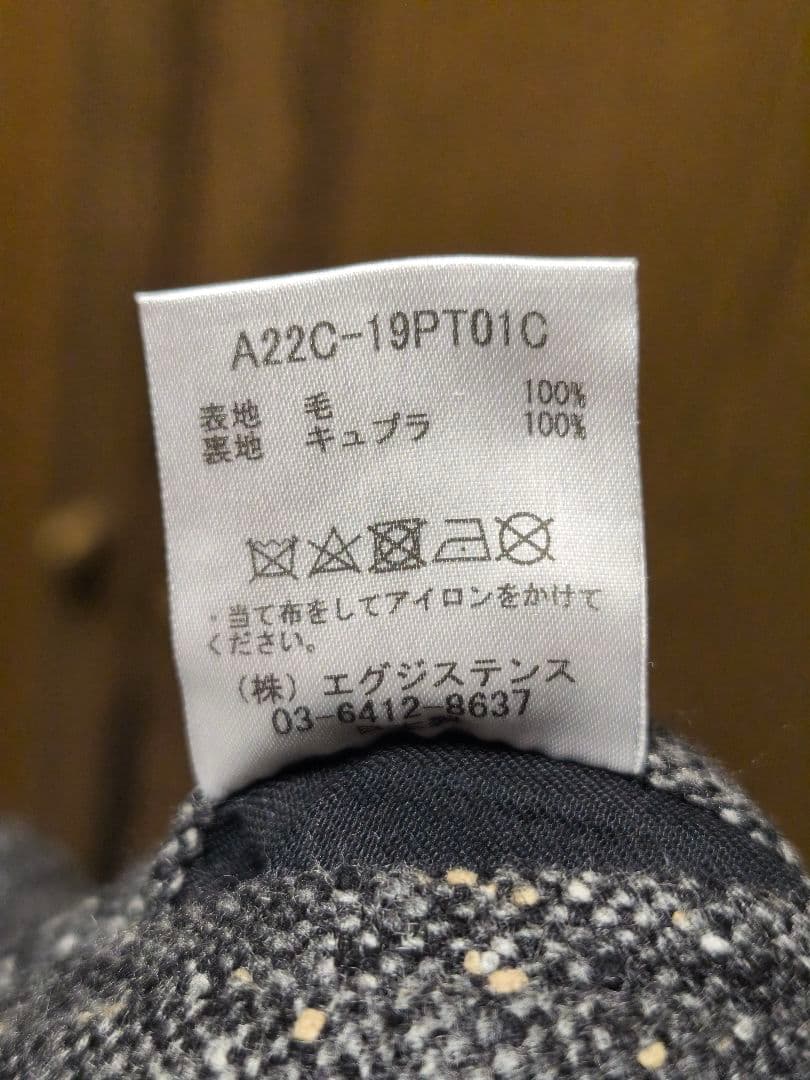 A22C-19PT01C
表地 毛 100%
裏地 キュプラ 100%
・当て布をしてアイロンをかけて
ください。
(株) エグジステンス
03-6412-8637